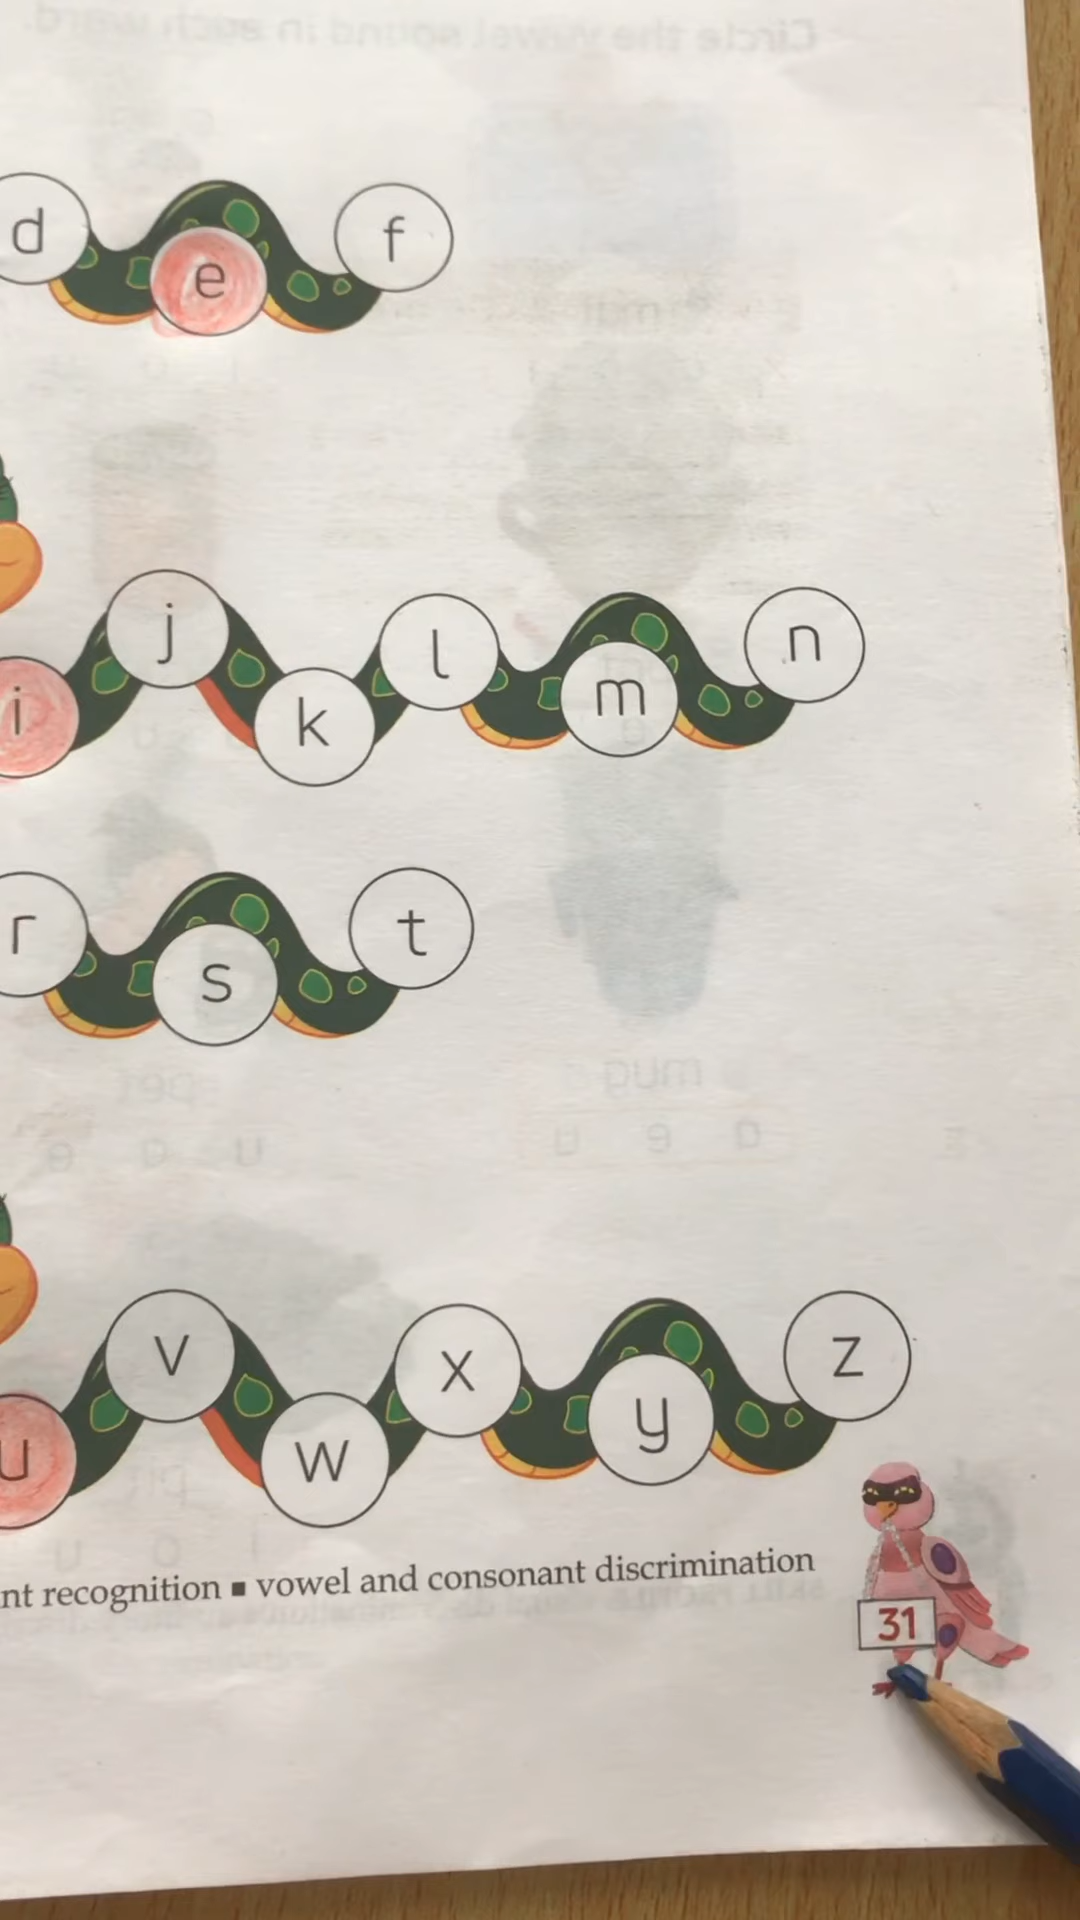 d e f
i j k l m n
r s t
u v w x y z
nt recognition ■ vowel and consonant discrimination
31